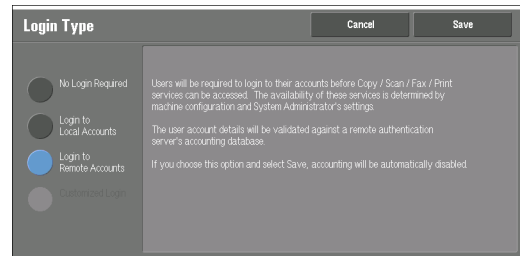 Login Type
Cancel
Save
No Login Required
Login to
Local Accounts
Login to
Remote Accounts
Customized Login
Users will be required to login to their accounts before Copy / Scan /
Fax / Print
services can be accessed. The availability of these services is determined by
machine configuration and System Administrator's settings.
The user account details will be validated against a remote authentication
server's accounting database.
If you choose this option and select Save, accounting will be automatically disabled.